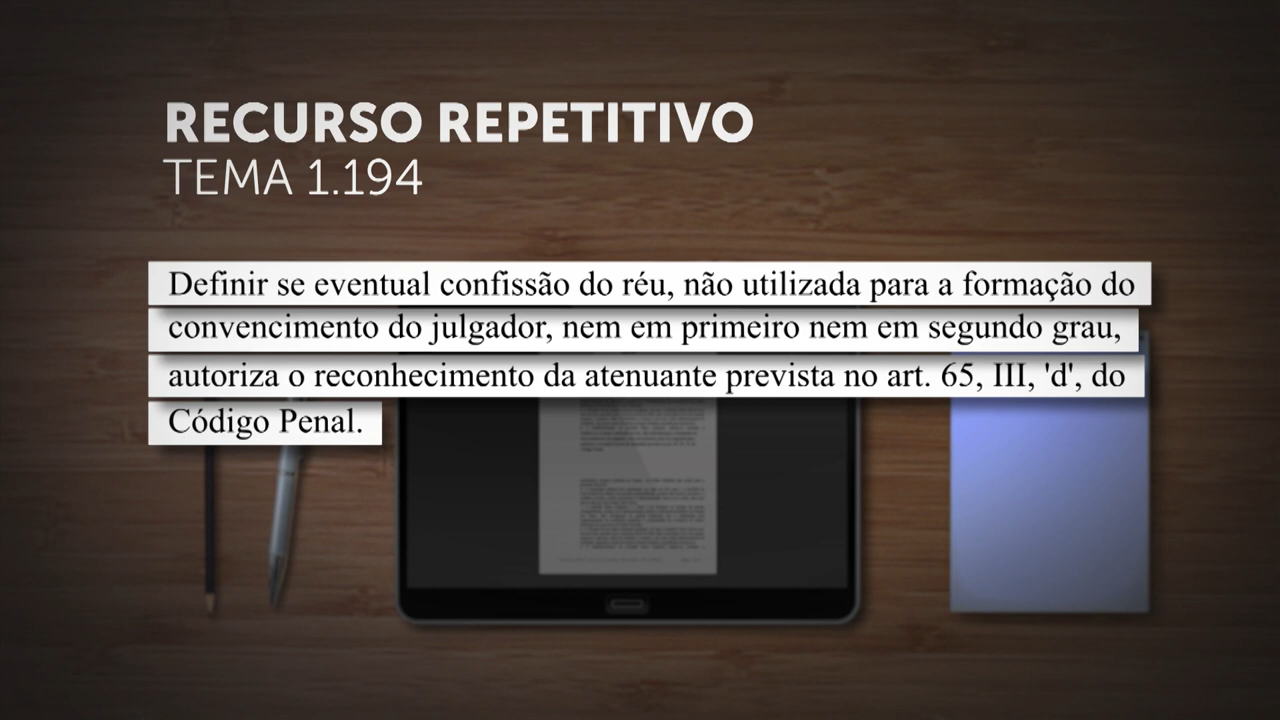 RECURSO REPETITIVO
TEMA 1.194
Definir se eventual confissão do réu, não utilizada para a formação do
convencimento do julgador, nem em primeiro nem em segundo grau,
autoriza o reconhecimento da atenuante prevista no art. 65, III, 'd', do
Código Penal.